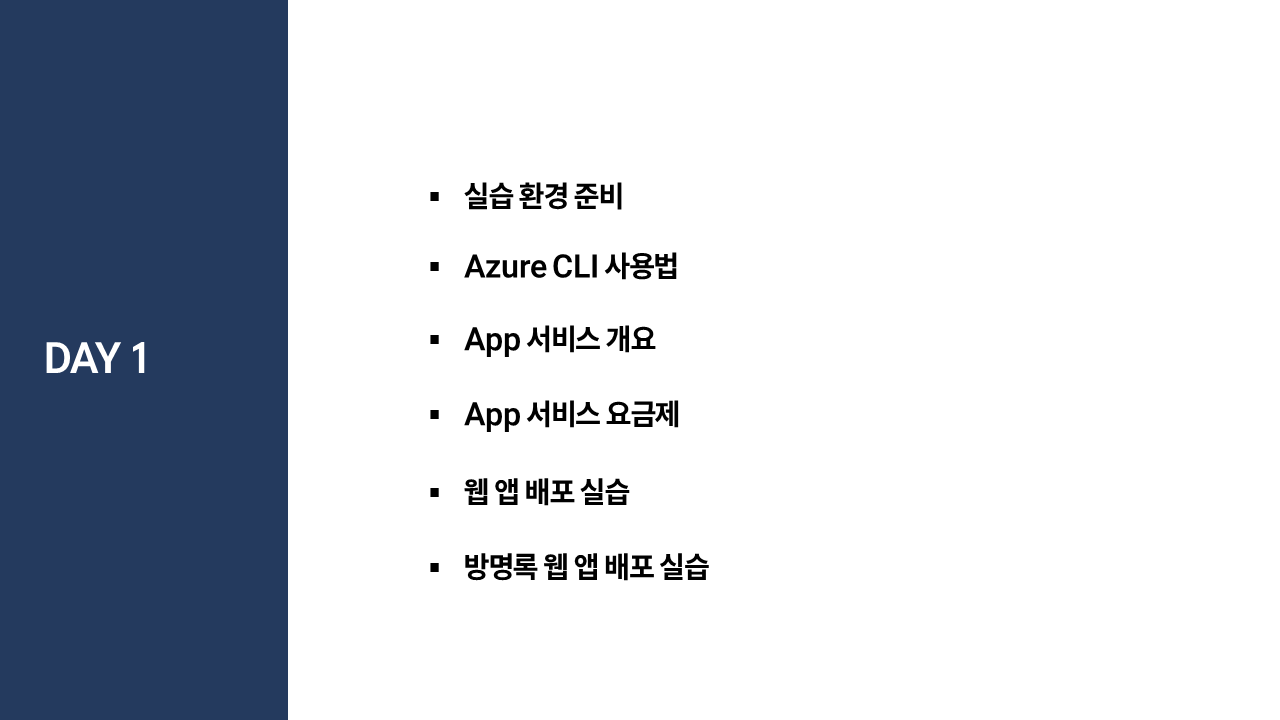 DAY 1
▪ 실습 환경 준비
▪ Azure CLI 사용법
▪ App 서비스 개요
▪ App 서비스 요금제
▪ 웹 앱 배포 실습
▪ 방명록 웹 앱 배포 실습